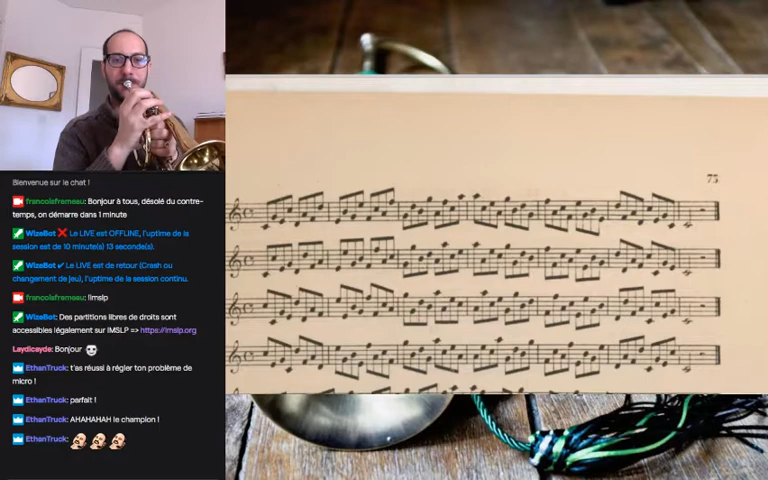 Bienvenue sur le chat !
francoisfremeau: Bonjour à tous, désolé du contre-
temps, on démarre dans 1 minute
WizeBot: ❌ Le LIVE est OFFLINE, l'uptime de la
session est de 10 minute(s) 13 seconde(s).
WizeBot: ✔ Le LIVE est de retour (Crash ou
changement de jeu), l'uptime de la session continu.
francoisfremeau: !imslp
WizeBot: Des partitions libres de droits sont
accessibles légalement sur IMSLP => https://imslp.org
Laydicayde: Bonjour
EthanTruck: t'as réussi à régler ton problème de
micro !
EthanTruck: parfait !
EthanTruck: AHAHAHAH le champion !
EthanTruck:
75